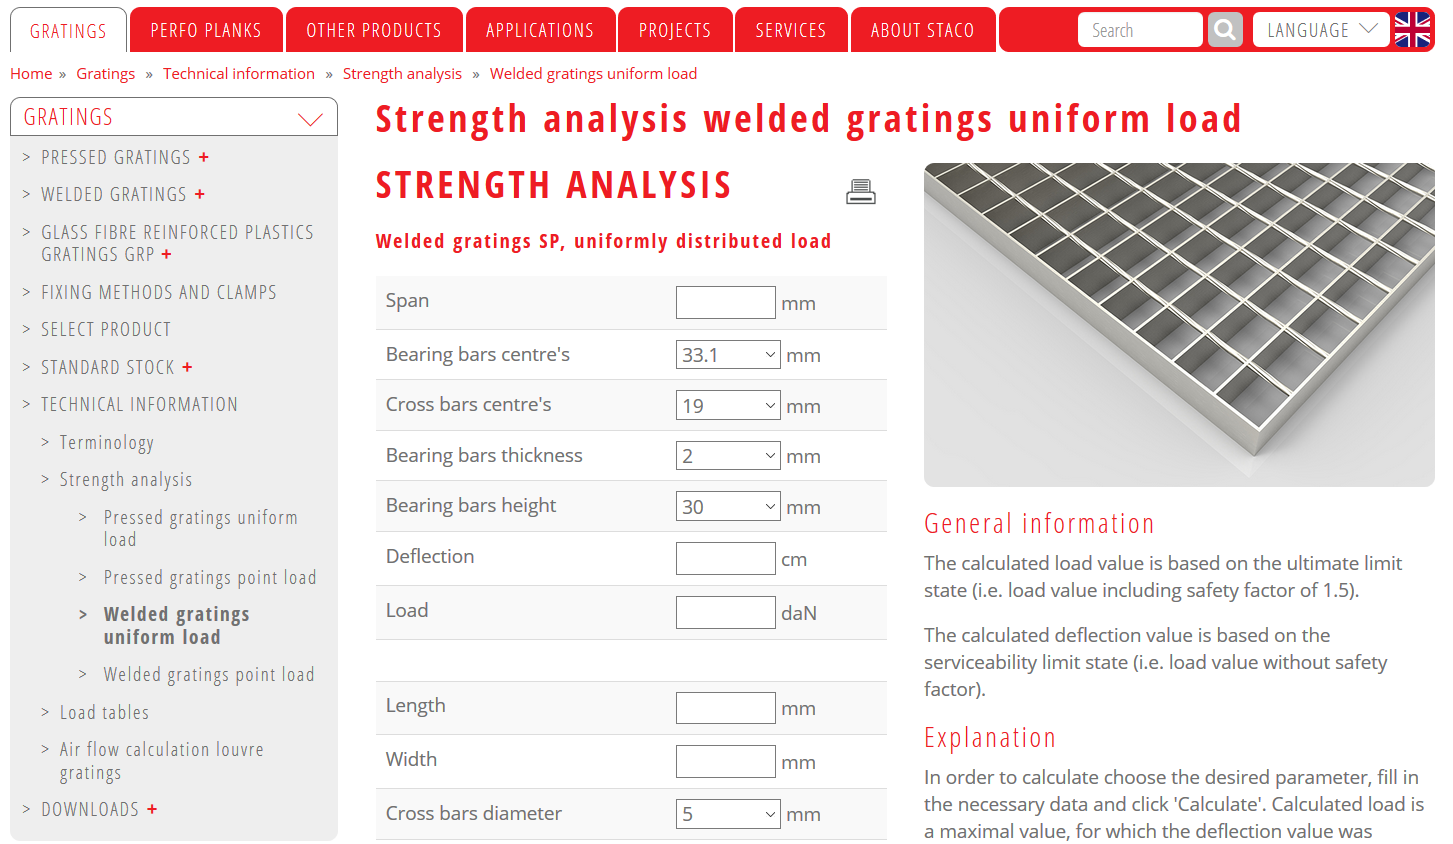 GRATINGS
PERFO PLANKS
OTHER PRODUCTS
APPLICATIONS
PROJECTS
SERVICES
ABOUT STACO
Search
LANGUAGE
Home » Gratings » Technical information » Strength analysis » Welded gratings uniform load
GRATINGS
> PRESSED GRATINGS +
> WELDED GRATINGS +
> GLASS FIBRE REINFORCED PLASTICS
GRATINGS GRP +
> FIXING METHODS AND CLAMPS
> SELECT PRODUCT
> STANDARD STOCK +
> TECHNICAL INFORMATION
> Terminology
> Strength analysis
> Pressed gratings uniform
load
> Pressed gratings point load
> Welded gratings
uniform load
> Welded gratings point load
> Load tables
> Air flow calculation louvre
gratings
> DOWNLOADS +
Strength analysis welded gratings uniform load
STRENGTH ANALYSIS
Welded gratings SP, uniformly distributed load
Span mm
Bearing bars centre's 33.1 mm
Cross bars centre's 19 mm
Bearing bars thickness 2 mm
Bearing bars height 30 mm
Deflection cm
Load daN
Length mm
Width mm
Cross bars diameter 5 mm
General information
The calculated load value is based on the ultimate limit
state (i.e. load value including safety factor of 1.5).
The calculated deflection value is based on the
serviceability limit state (i.e. load value without safety
factor).
Explanation
In order to calculate choose the desired parameter, fill in
the necessary data and click 'Calculate'. Calculated load is
a maximal value, for which the deflection value was